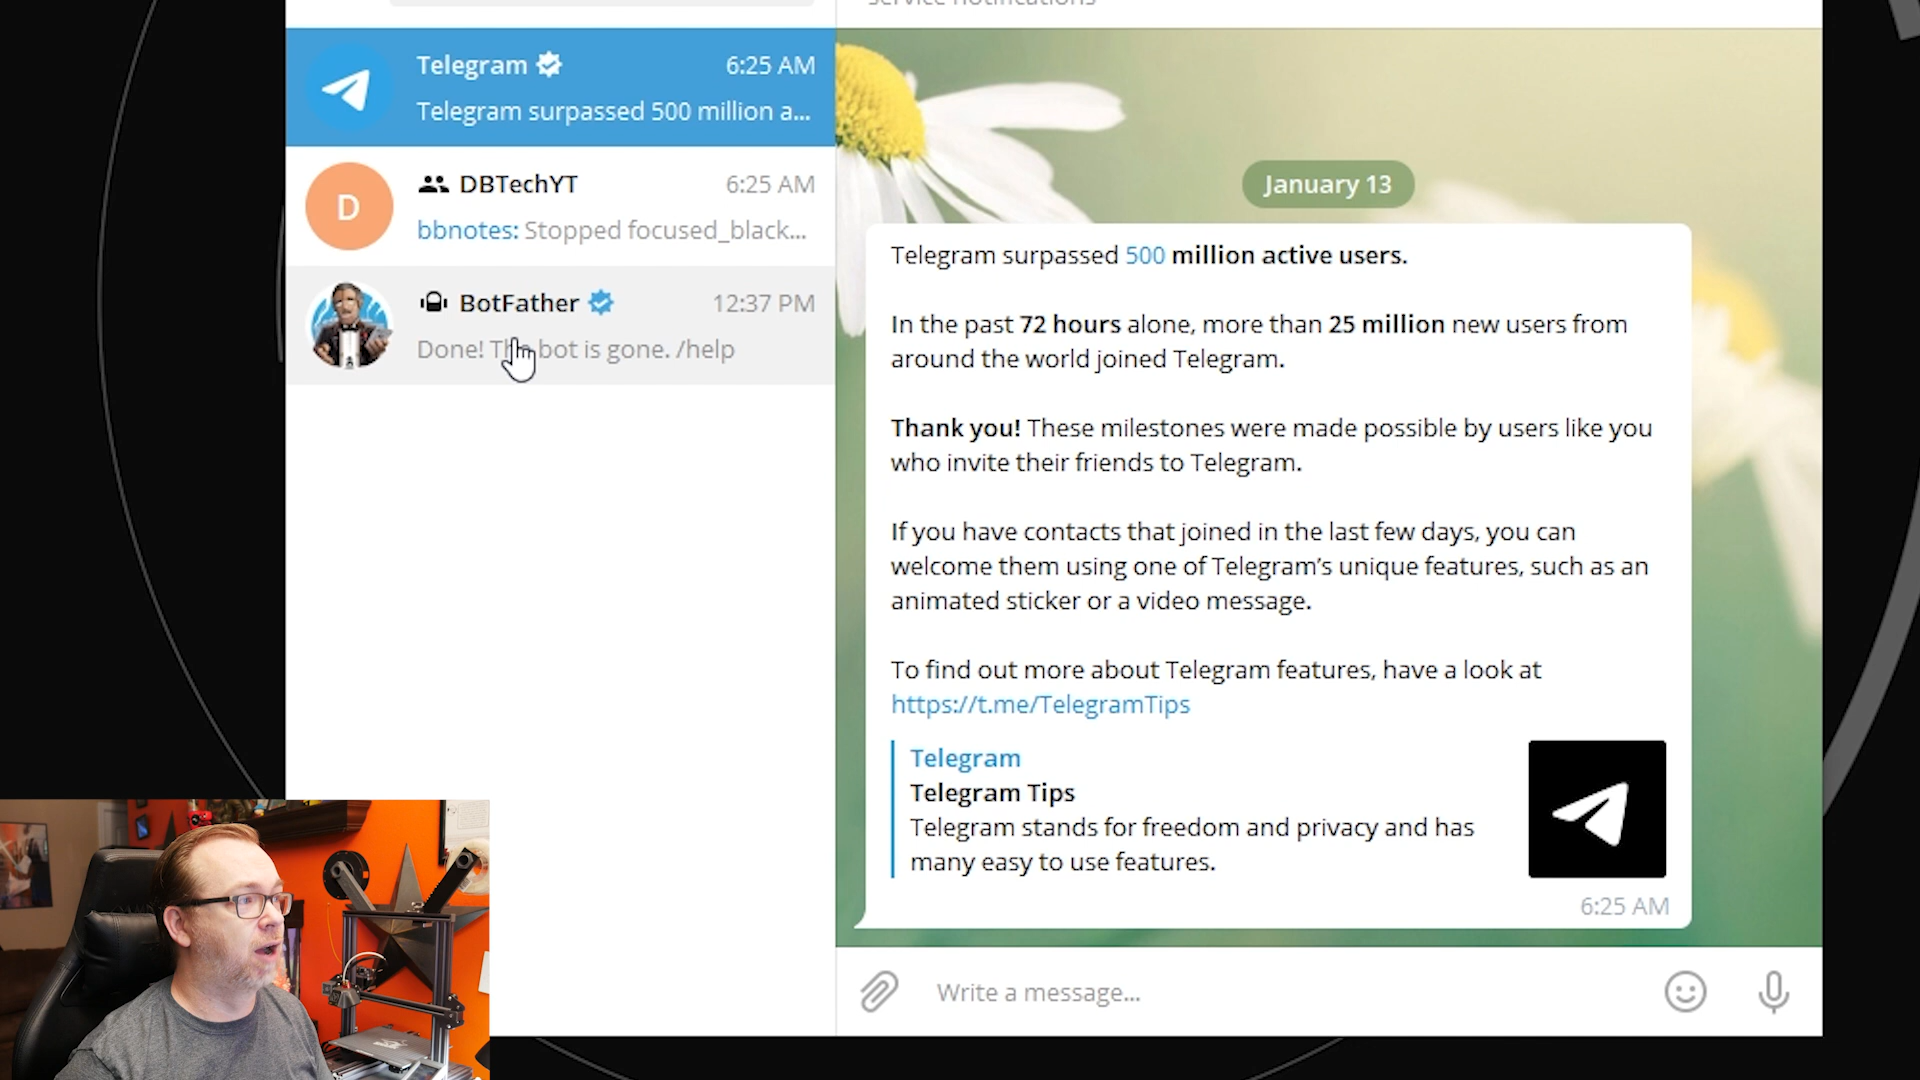 service notifications
Telegram 6:25 AM
Telegram surpassed 500 million a...
D
DBTechYT 6:25 AM
bbnotes: Stopped focused_black...
BotFather 12:37 PM
Done! The bot is gone. /help
January 13
Telegram surpassed 500 million active users.
In the past 72 hours alone, more than 25 million new users from
around the world joined Telegram.
Thank you! These milestones were made possible by users like you
who invite their friends to Telegram.
If you have contacts that joined in the last few days, you can
welcome them using one of Telegram’s unique features, such as an
animated sticker or a video message.
To find out more about Telegram features, have a look at
https://t.me/TelegramTips
Telegram
Telegram Tips
Telegram stands for freedom and privacy and has
many easy to use features.
6:25 AM
Write a message...